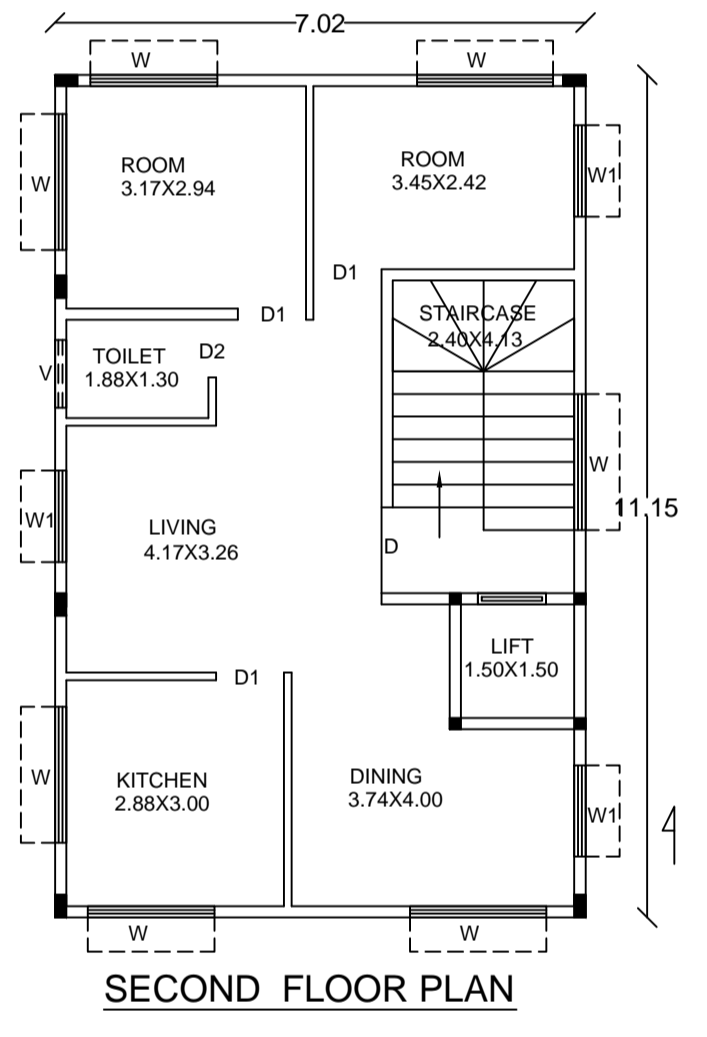 7.02
W
W
ROOM
3.17X2.94
ROOM
3.45X2.42
W
W1
D1
D1
STAIRCASE
2.40X4.13
TOILET
1.88X1.30
D2
V
W
11.15
W1
LIVING
4.17X3.26
D
LIFT
1.50X1.50
D1
W
KITCHEN
2.88X3.00
DINING
3.74X4.00
W1
W
W
SECOND FLOOR PLAN